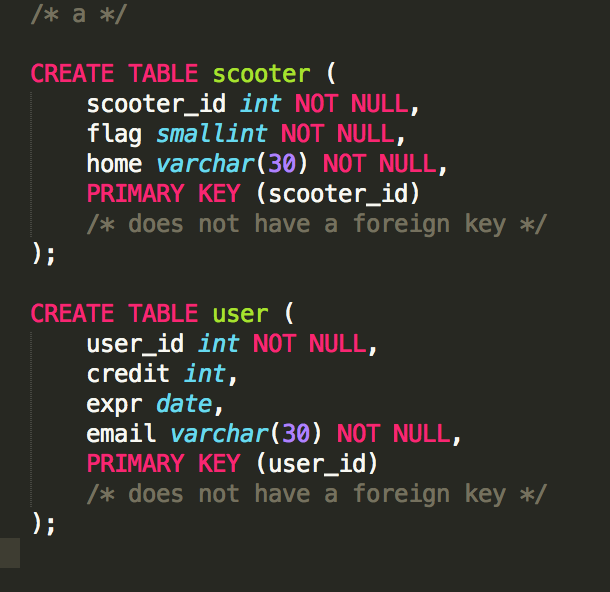 /* a */
CREATE TABLE scooter (
scooter_id int NOT NULL,
flag smallint NOT NULL,
home varchar(30) NOT NULL,
PRIMARY KEY (scooter_id)
/* does not have a foreign key */
);
CREATE TABLE user (
user_id int NOT NULL,
credit int,
expr date,
email varchar(30) NOT NULL,
PRIMARY KEY (user_id)
/* does not have a foreign key */
);